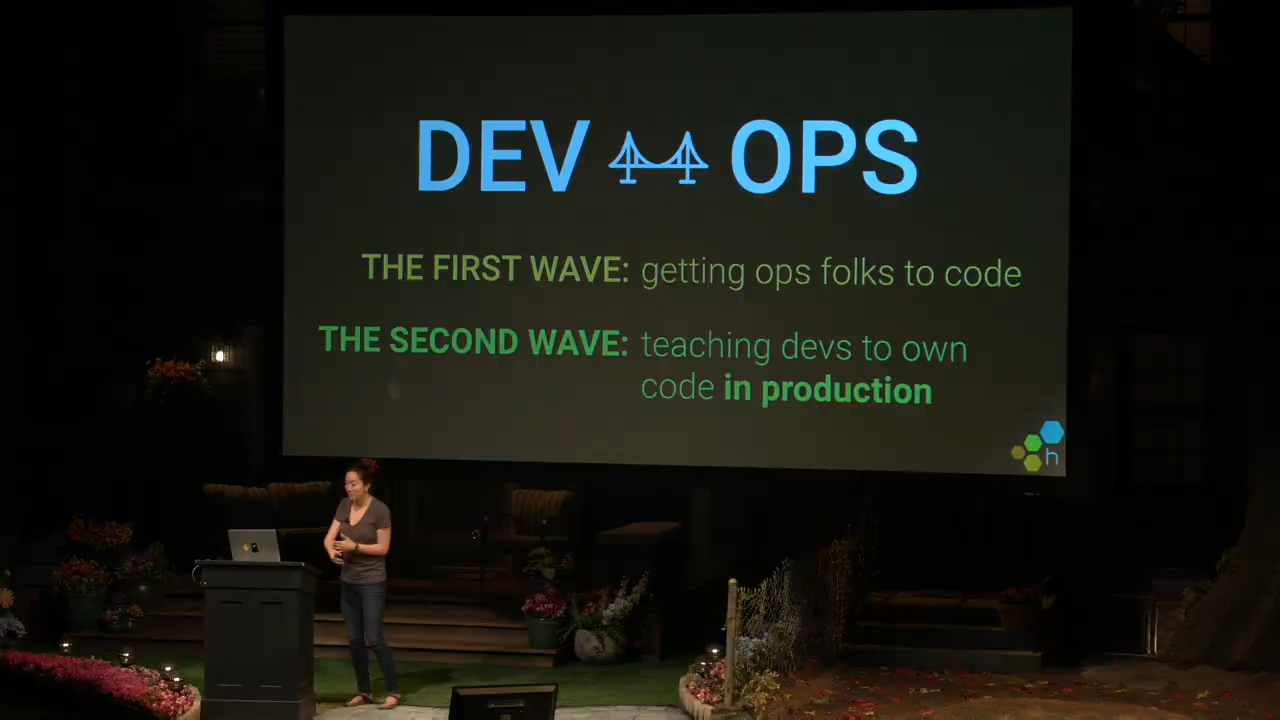 DEV OPS
THE FIRST WAVE: getting ops folks to code
THE SECOND WAVE: teaching devs to own
code in production
h